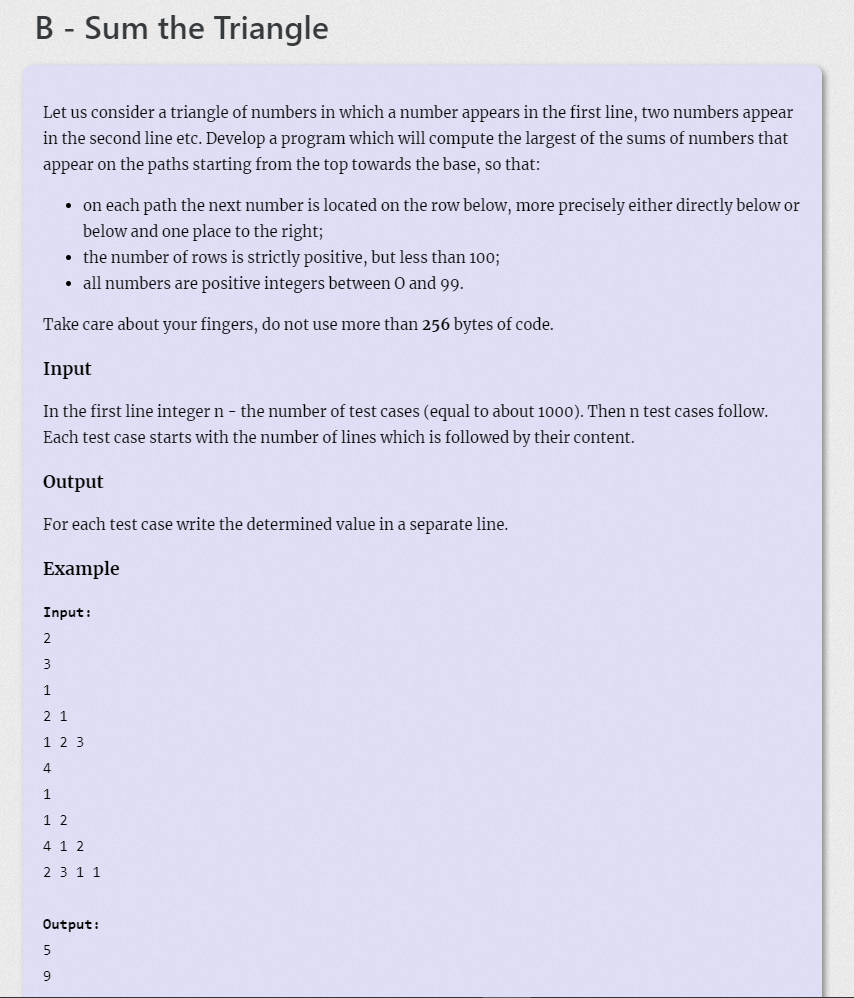 B - Sum the Triangle
Let us consider a triangle of numbers in which a number appears in the first line, two numbers appear
in the second line etc. Develop a program which will compute the largest of the sums of numbers that
appear on the paths starting from the top towards the base, so that:
• on each path the next number is located on the row below, more precisely either directly below or
below and one place to the right;
• the number of rows is strictly positive, but less than 100;
• all numbers are positive integers between O and 99.
Take care about your fingers, do not use more than 256 bytes of code.
Input
In the first line integer n - the number of test cases (equal to about 1000). Then n test cases follow.
Each test case starts with the number of lines which is followed by their content.
Output
For each test case write the determined value in a separate line.
Example
Input:
2
3
1
2 1
1 2 3
4
1
1 2
4 1 2
2 3 1 1
Output:
5
9